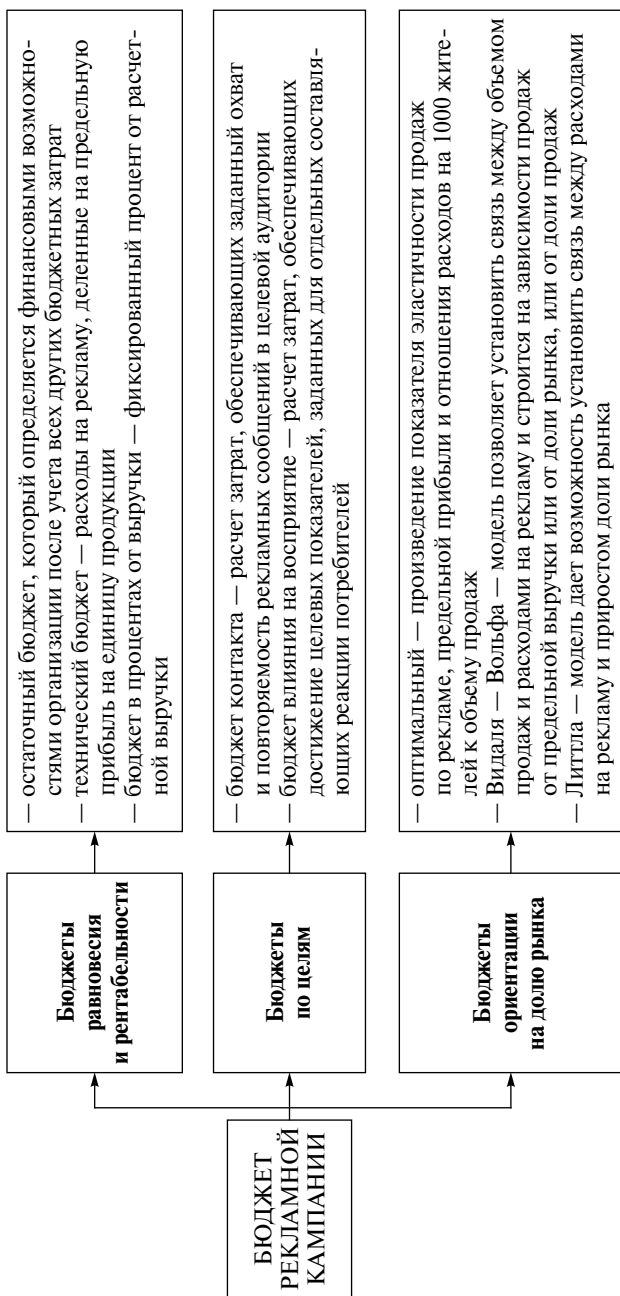 БЮДЖЕТ
РЕКЛАМНОЙ
КАМПАНИИ
Бюджеты
равновесия
и рентабельности
— остаточный бюджет, который определяется финансовыми возможно-
стями организации после учета всех других бюджетных затрат
— технический бюджет — расходы на рекламу, деленные на предельную
прибыль на единицу продукции
— бюджет в процентах от выручки — фиксированный процент от расчет-
ной выручки
Бюджеты
по целям
— бюджет контакта — расчет затрат, обеспечивающих заданный охват
и повторяемость рекламных сообщений в целевой аудитории
— бюджет влияния на восприятие — расчет затрат, обеспечивающих
достижение целевых показателей, заданных для отдельных составля-
ющих реакции потребителей
Бюджеты
ориентации
на долю рынка
— оптимальный — произведение показателя эластичности продаж
по рекламе, предельной прибыли и отношения расходов на 1000 жите-
лей к объему продаж
— Видаля — Вольфа — модель позволяет установить связь между объемом
продаж и расходами на рекламу и строится на зависимости продаж
от предельной выручки или от доли рынка, или от доли продаж
— Литтла — модель дает возможность установить связь между расходами
на рекламу и приростом доли рынка